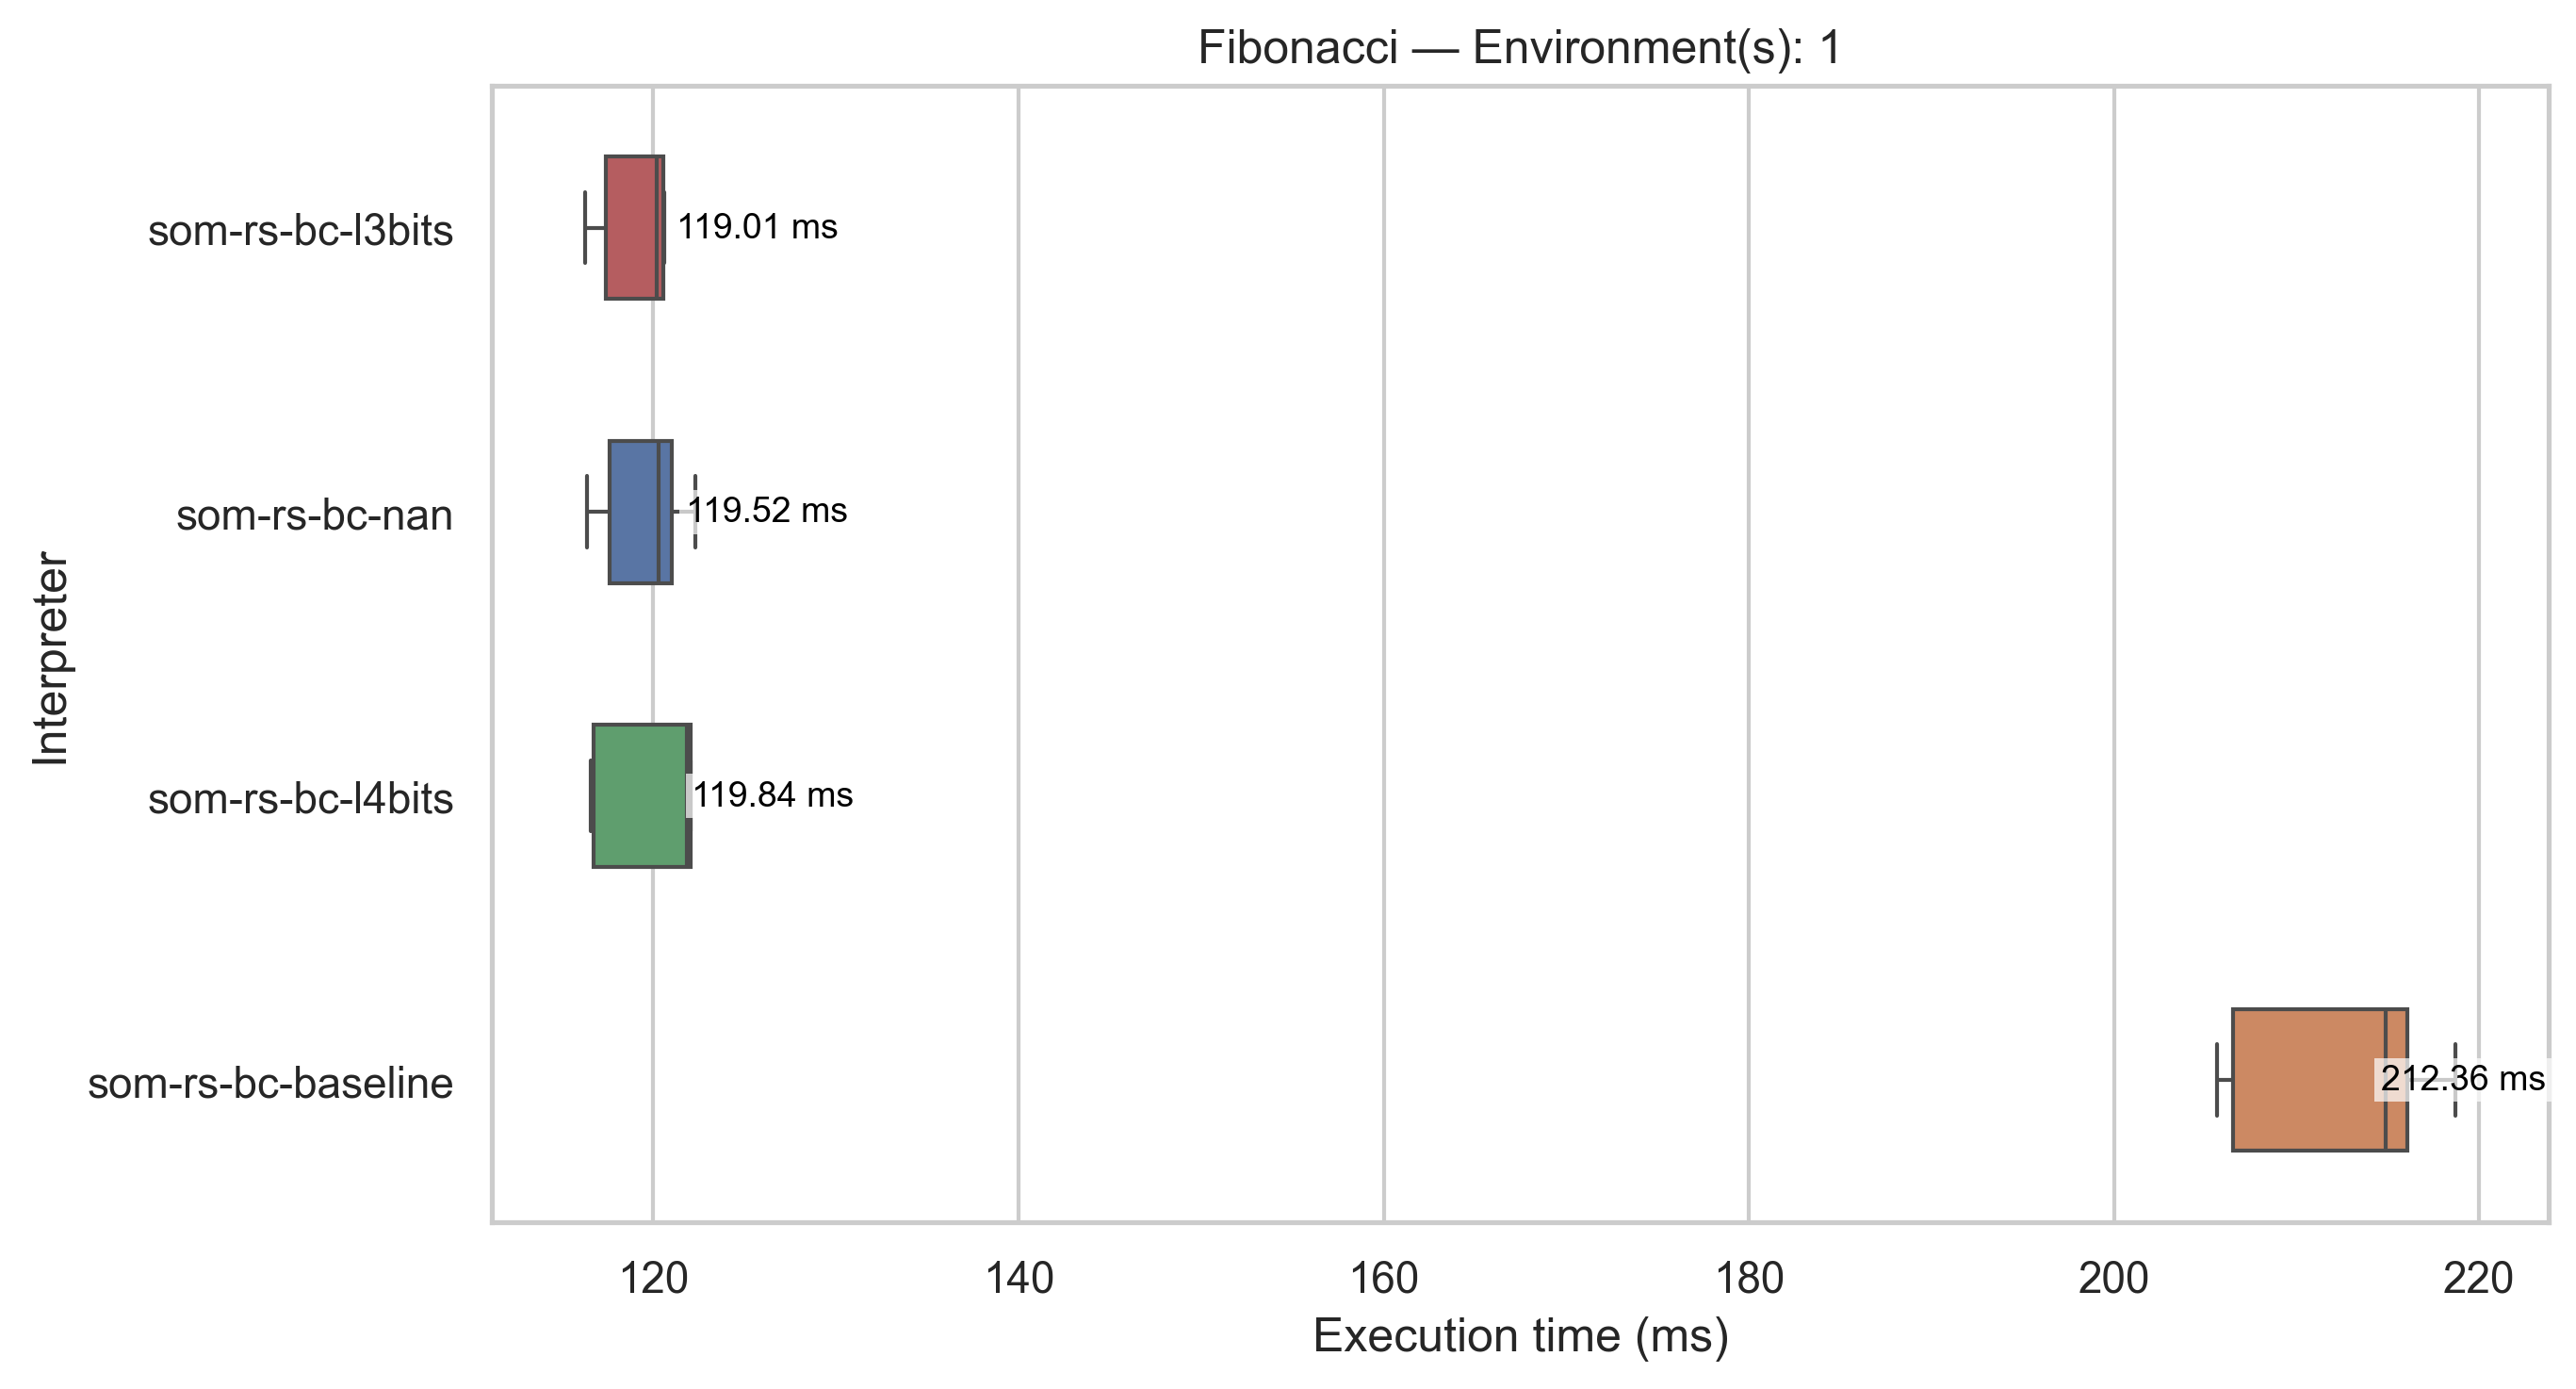 Fibonacci — Environment(s): 1
som-rs-bc-l3bits
119.01 ms
som-rs-bc-nan
119.52 ms
Interpreter
som-rs-bc-l4bits
119.84 ms
som-rs-bc-baseline
212.36 ms
120 140 160 180 200 220
Execution time (ms)